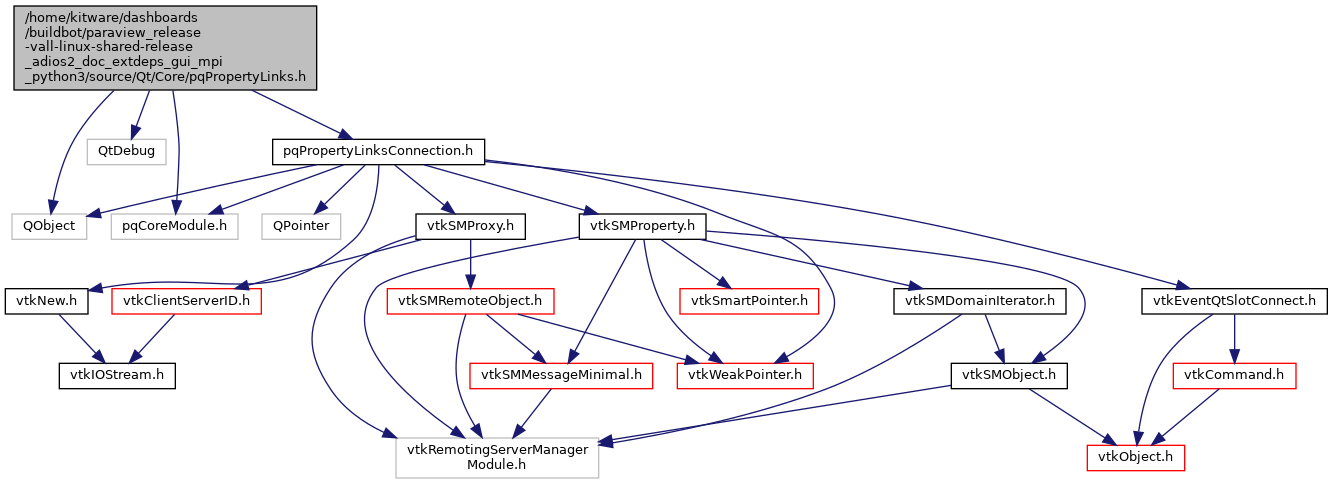 /home/kitware/dashboards
/buildbot/paraview_release
-vall-linux-shared-release
_adios2_doc_extdeps_gui_mpi
_python3/source/Qt/Core/pqPropertyLinks.h
QtDebug
pqPropertyLinksConnection.h
QObject
pqCoreModule.h
QPointer
vtkSMProxy.h
vtkSMProperty.h
vtkNew.h
vtkClientServerID.h
vtkSMRemoteObject.h
vtkSmartPointer.h
vtkSMDomainIterator.h
vtkEventQtSlotConnect.h
vtkIOStream.h
vtkSMMessageMinimal.h
vtkWeakPointer.h
vtkSMObject.h
vtkCommand.h
vtkRemotingServerManager
Module.h
vtkObject.h